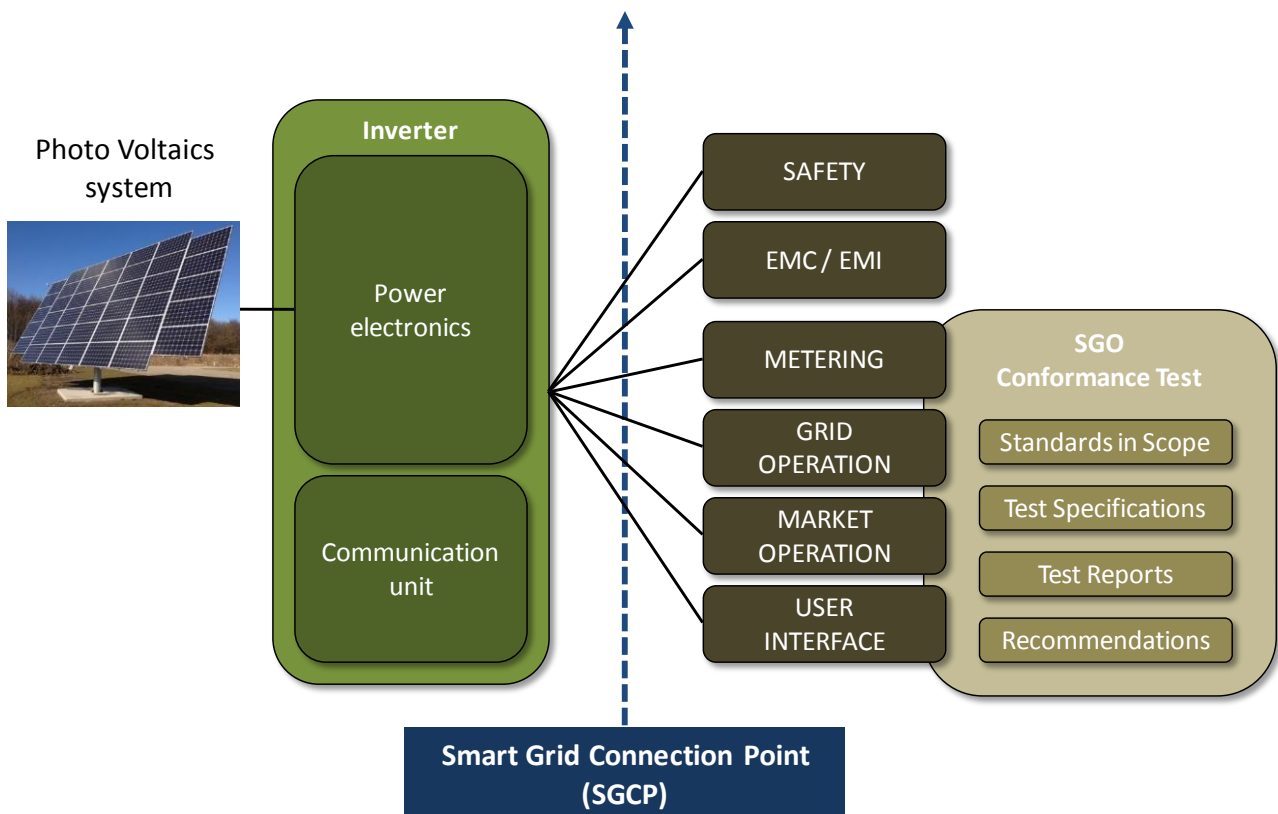 Photo Voltaics
system
Inverter
Power
electronics
Communication
unit
SAFETY
EMC / EMI
METERING
GRID
OPERATION
MARKET
OPERATION
USER
INTERFACE
SGO
Conformance Test
Standards in Scope
Test Specifications
Test Reports
Recommendations
Smart Grid Connection Point
(SGCP)